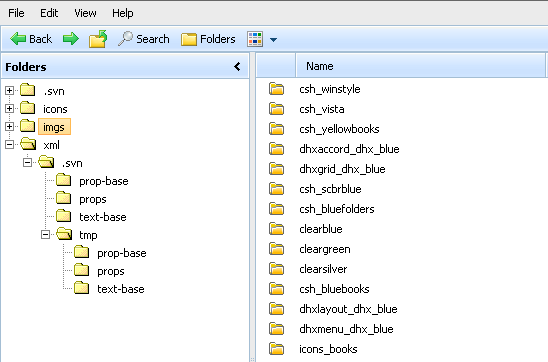 File Edit View Help
Back Search Folders
Folders
.svn
icons
imgs
xml
.svn
prop-base
props
text-base
tmp
prop-base
props
text-base
Name
csh_winstyle
csh_vista
csh_yellowbooks
dhxaccord_dhx_blue
dhxgrid_dhx_blue
csh_scbrblue
csh_bluefolders
clearblue
cleargreen
clearsilver
csh_bluebooks
dhxlayout_dhx_blue
dhxmenu_dhx_blue
icons_books